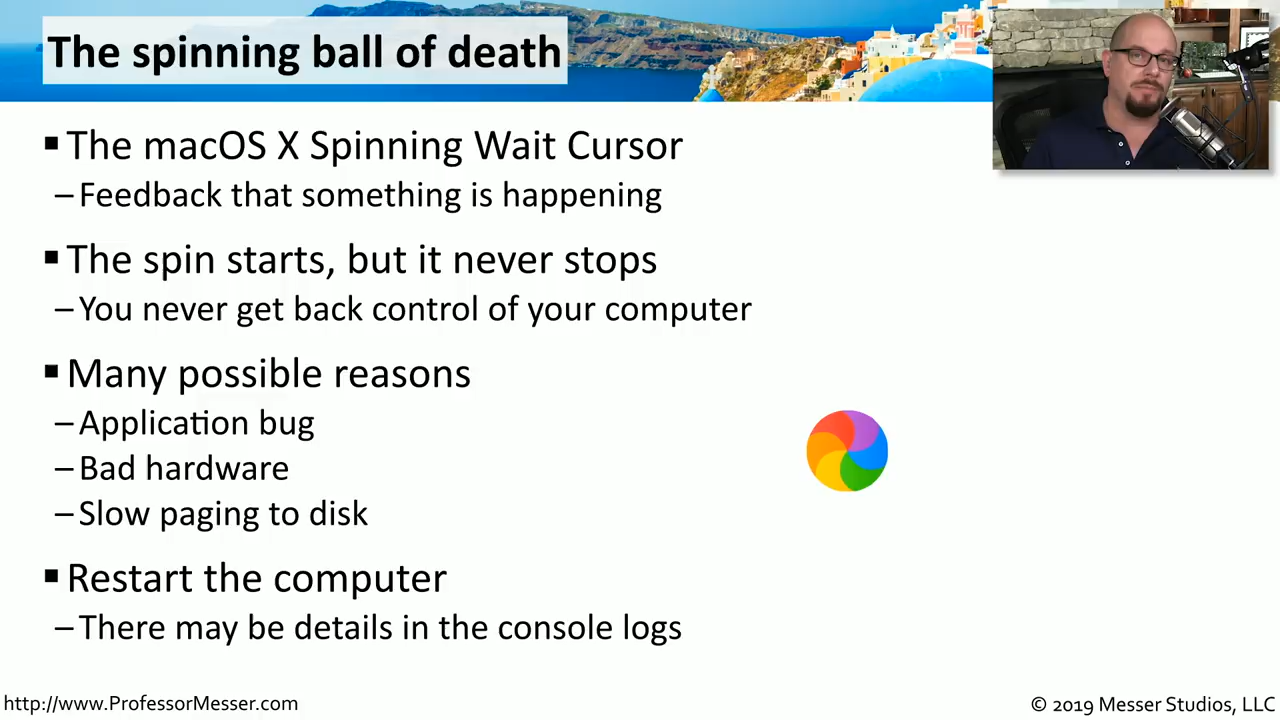 The spinning ball of death
▪ The macOS X Spinning Wait Cursor
– Feedback that something is happening
▪ The spin starts, but it never stops
– You never get back control of your computer
▪ Many possible reasons
– Application bug
– Bad hardware
– Slow paging to disk
▪ Restart the computer
– There may be details in the console logs
http://www.ProfessorMesser.com
© 2019 Messer Studios, LLC